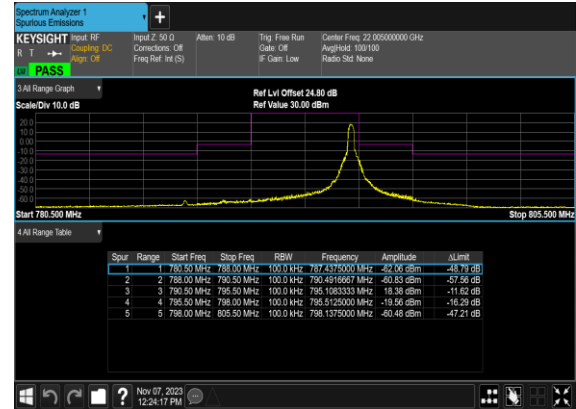 Spectrum Analyzer 1
Spurious Emissions
KEYSIGHT Input: RF Input Z: 50 Ω Atten: 10 dB Trig: Free Run Center Freq: 22.005000000 GHz
R T Coupling: DC Corrections: Off Gate: Off Avg|Hold: 100/100
Align: Off Freq Ref: Int (S) IF Gain: Low Radio Std: None
PASS
3 All Range Graph
Ref Lvl Offset 24.80 dB
Scale/Div 10.0 dB Ref Value 30.00 dBm
20.0
10.0
0.00
-10.0
-20.0
-30.0
-40.0
-50.0
-60.0
Start 780.500 MHz Stop 805.500 MHz
4 All Range Table
Spur Range Start Freq Stop Freq RBW Frequency Amplitude ΔLimit
1 1 780.50 MHz 788.00 MHz 100.0 kHz 787.4375000 MHz -62.06 dBm -48.79 dB
2 2 788.00 MHz 790.50 MHz 100.0 kHz 790.4916667 MHz -60.83 dBm -57.56 dB
3 3 790.50 MHz 795.50 MHz 100.0 kHz 795.1083333 MHz 18.38 dBm -11.62 dB
4 4 795.50 MHz 798.00 MHz 100.0 kHz 795.5125000 MHz -19.56 dBm -16.29 dB
5 5 798.00 MHz 805.50 MHz 100.0 kHz 798.1375000 MHz -60.48 dBm -47.21 dB
Nov 07, 2023
12:24:17 PM